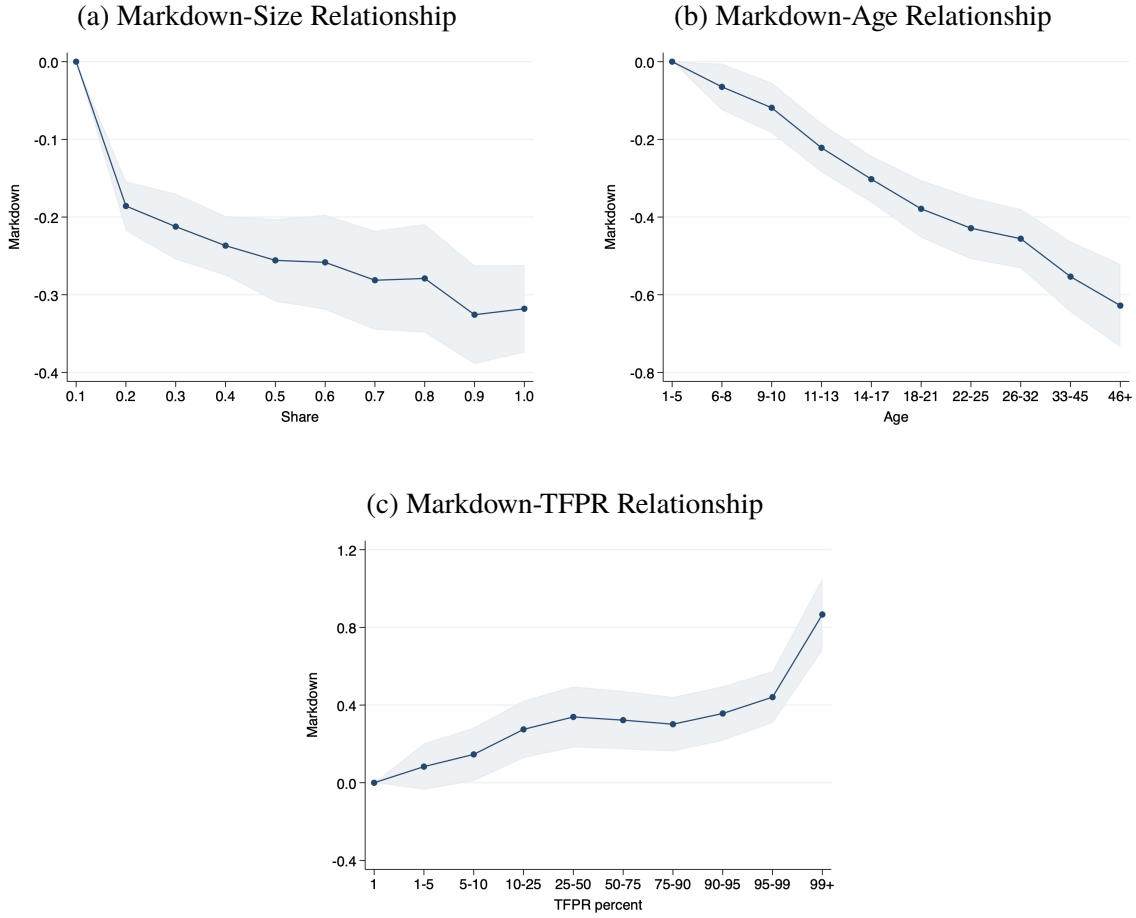 (a) Markdown-Size Relationship
0.0
-0.1
-0.2
-0.3
-0.4
Markdown
0.1 0.2 0.3 0.4 0.5 0.6 0.7 0.8 0.9 1.0
Share
(b) Markdown-Age Relationship
0.0
-0.2
-0.4
-0.6
-0.8
Markdown
1-5 6-8 9-10 11-13 14-17 18-21 22-25 26-32 33-45 46+
Age
(c) Markdown-TFPR Relationship
1.2
0.8
0.4
0.0
-0.4
Markdown
1 1-5 5-10 10-25 25-50 50-75 75-90 90-95 95-99 99+
TFPR percent